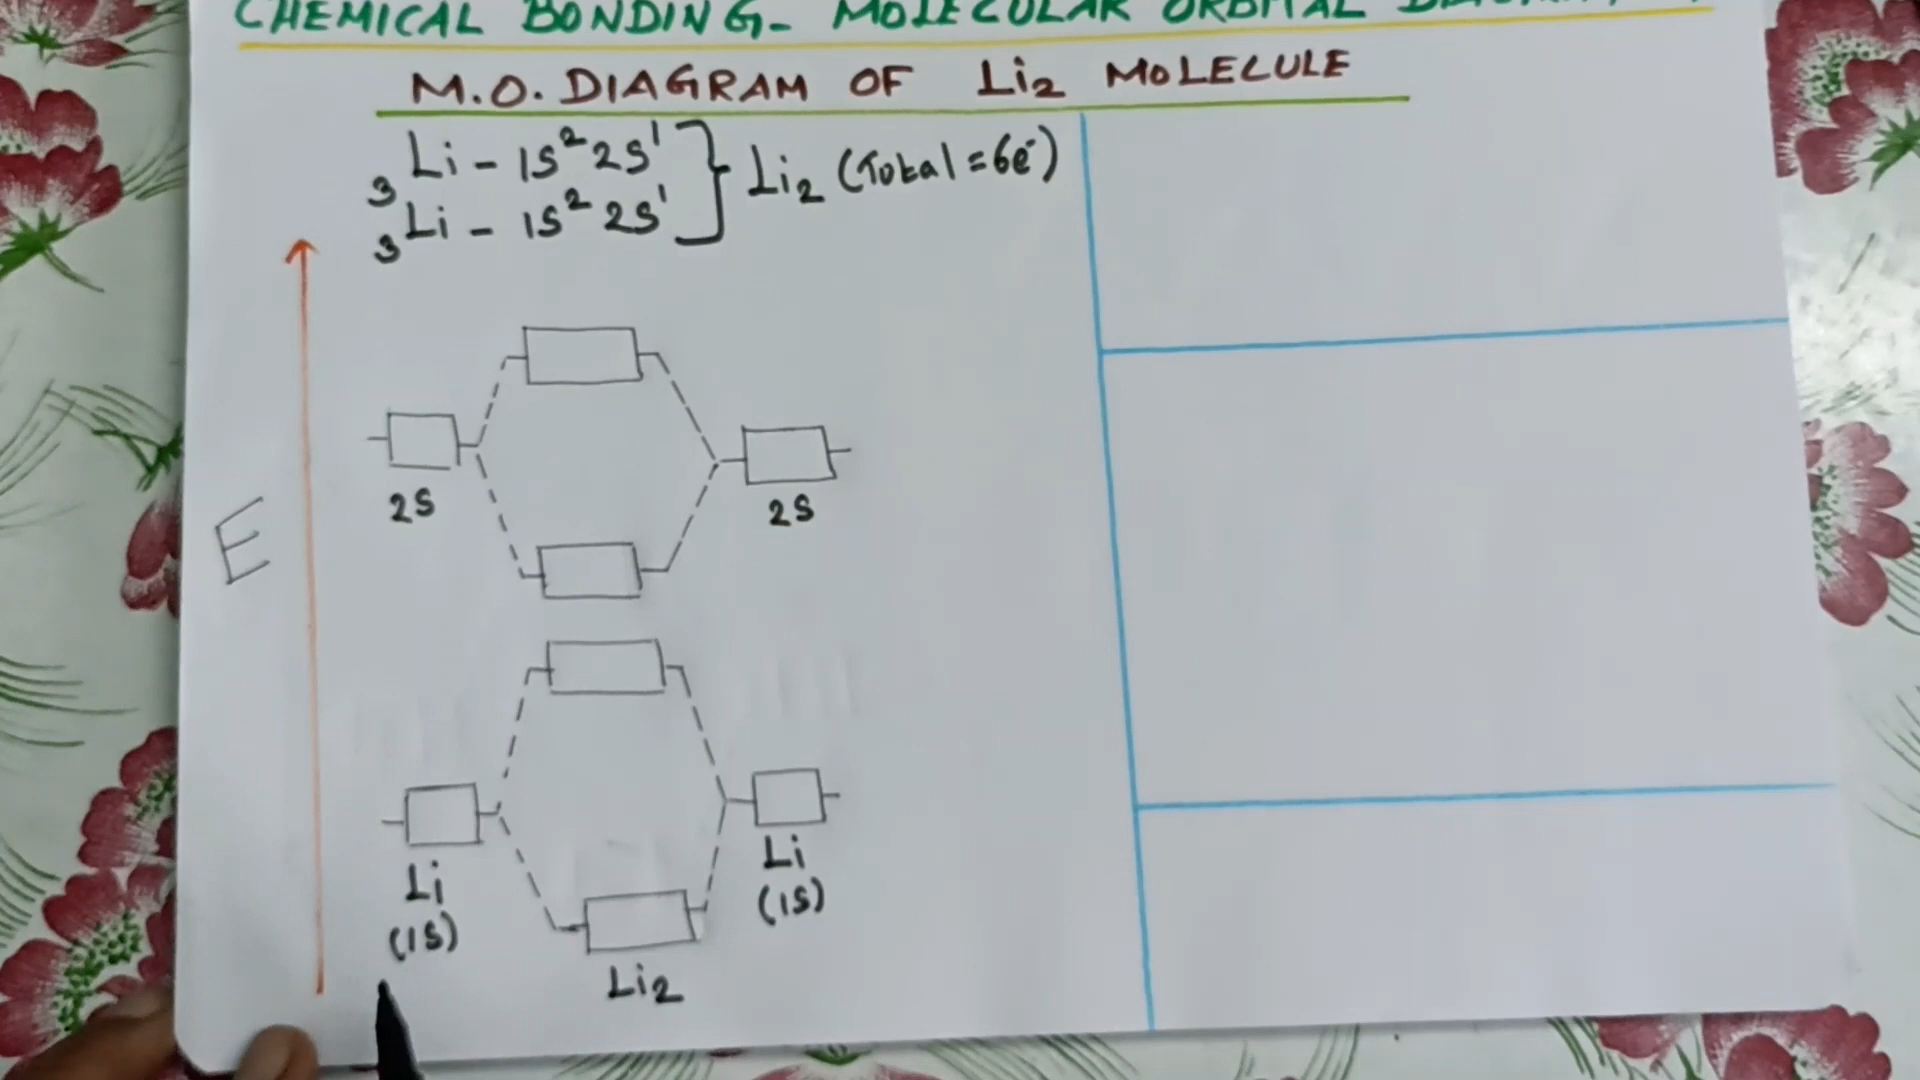 CHEMICAL BONDING- MOLECULAR ORBITAL
M.O. DIAGRAM OF Li₂ MOLECULE
₃Li - 1S² 2S¹
₃Li - 1S² 2S¹
Li₂ (Total = 6e⁻)
2S
2S
E
Li
(1S)
Li
(1S)
Li₂